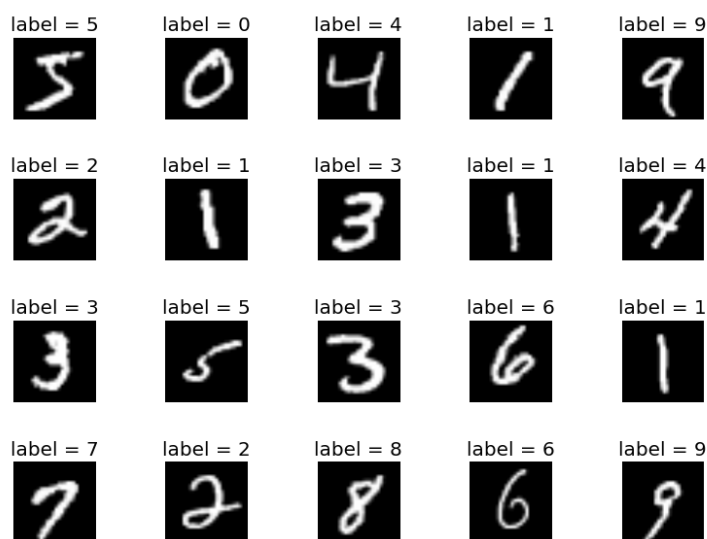 label = 5 label = 0 label = 4 label = 1 label = 9
5 0 4 1 9
label = 2 label = 1 label = 3 label = 1 label = 4
2 1 3 1 4
label = 3 label = 5 label = 3 label = 6 label = 1
3 5 3 6 1
label = 7 label = 2 label = 8 label = 6 label = 9
7 2 8 6 9